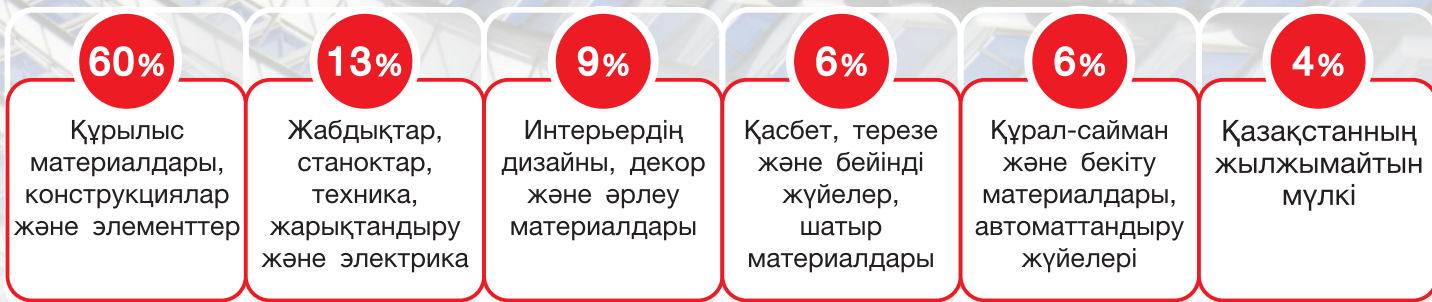 60%
Құрылыс
материалдары,
конструкциялар
және элементтер
13%
Жабдықтар,
станоктар,
техника,
жарықтандыру
және электрика
9%
Интерьердің
дизайны, декор
және әрлеу
материалдары
6%
Қасбет, терезе
және бейінді
жүйелер,
шатыр
материалдары
6%
Құрал-сайман
және бекіту
материалдары,
автоматтандыру
жүйелері
4%
Қазақстанның
жылжымайтын
мүлкі